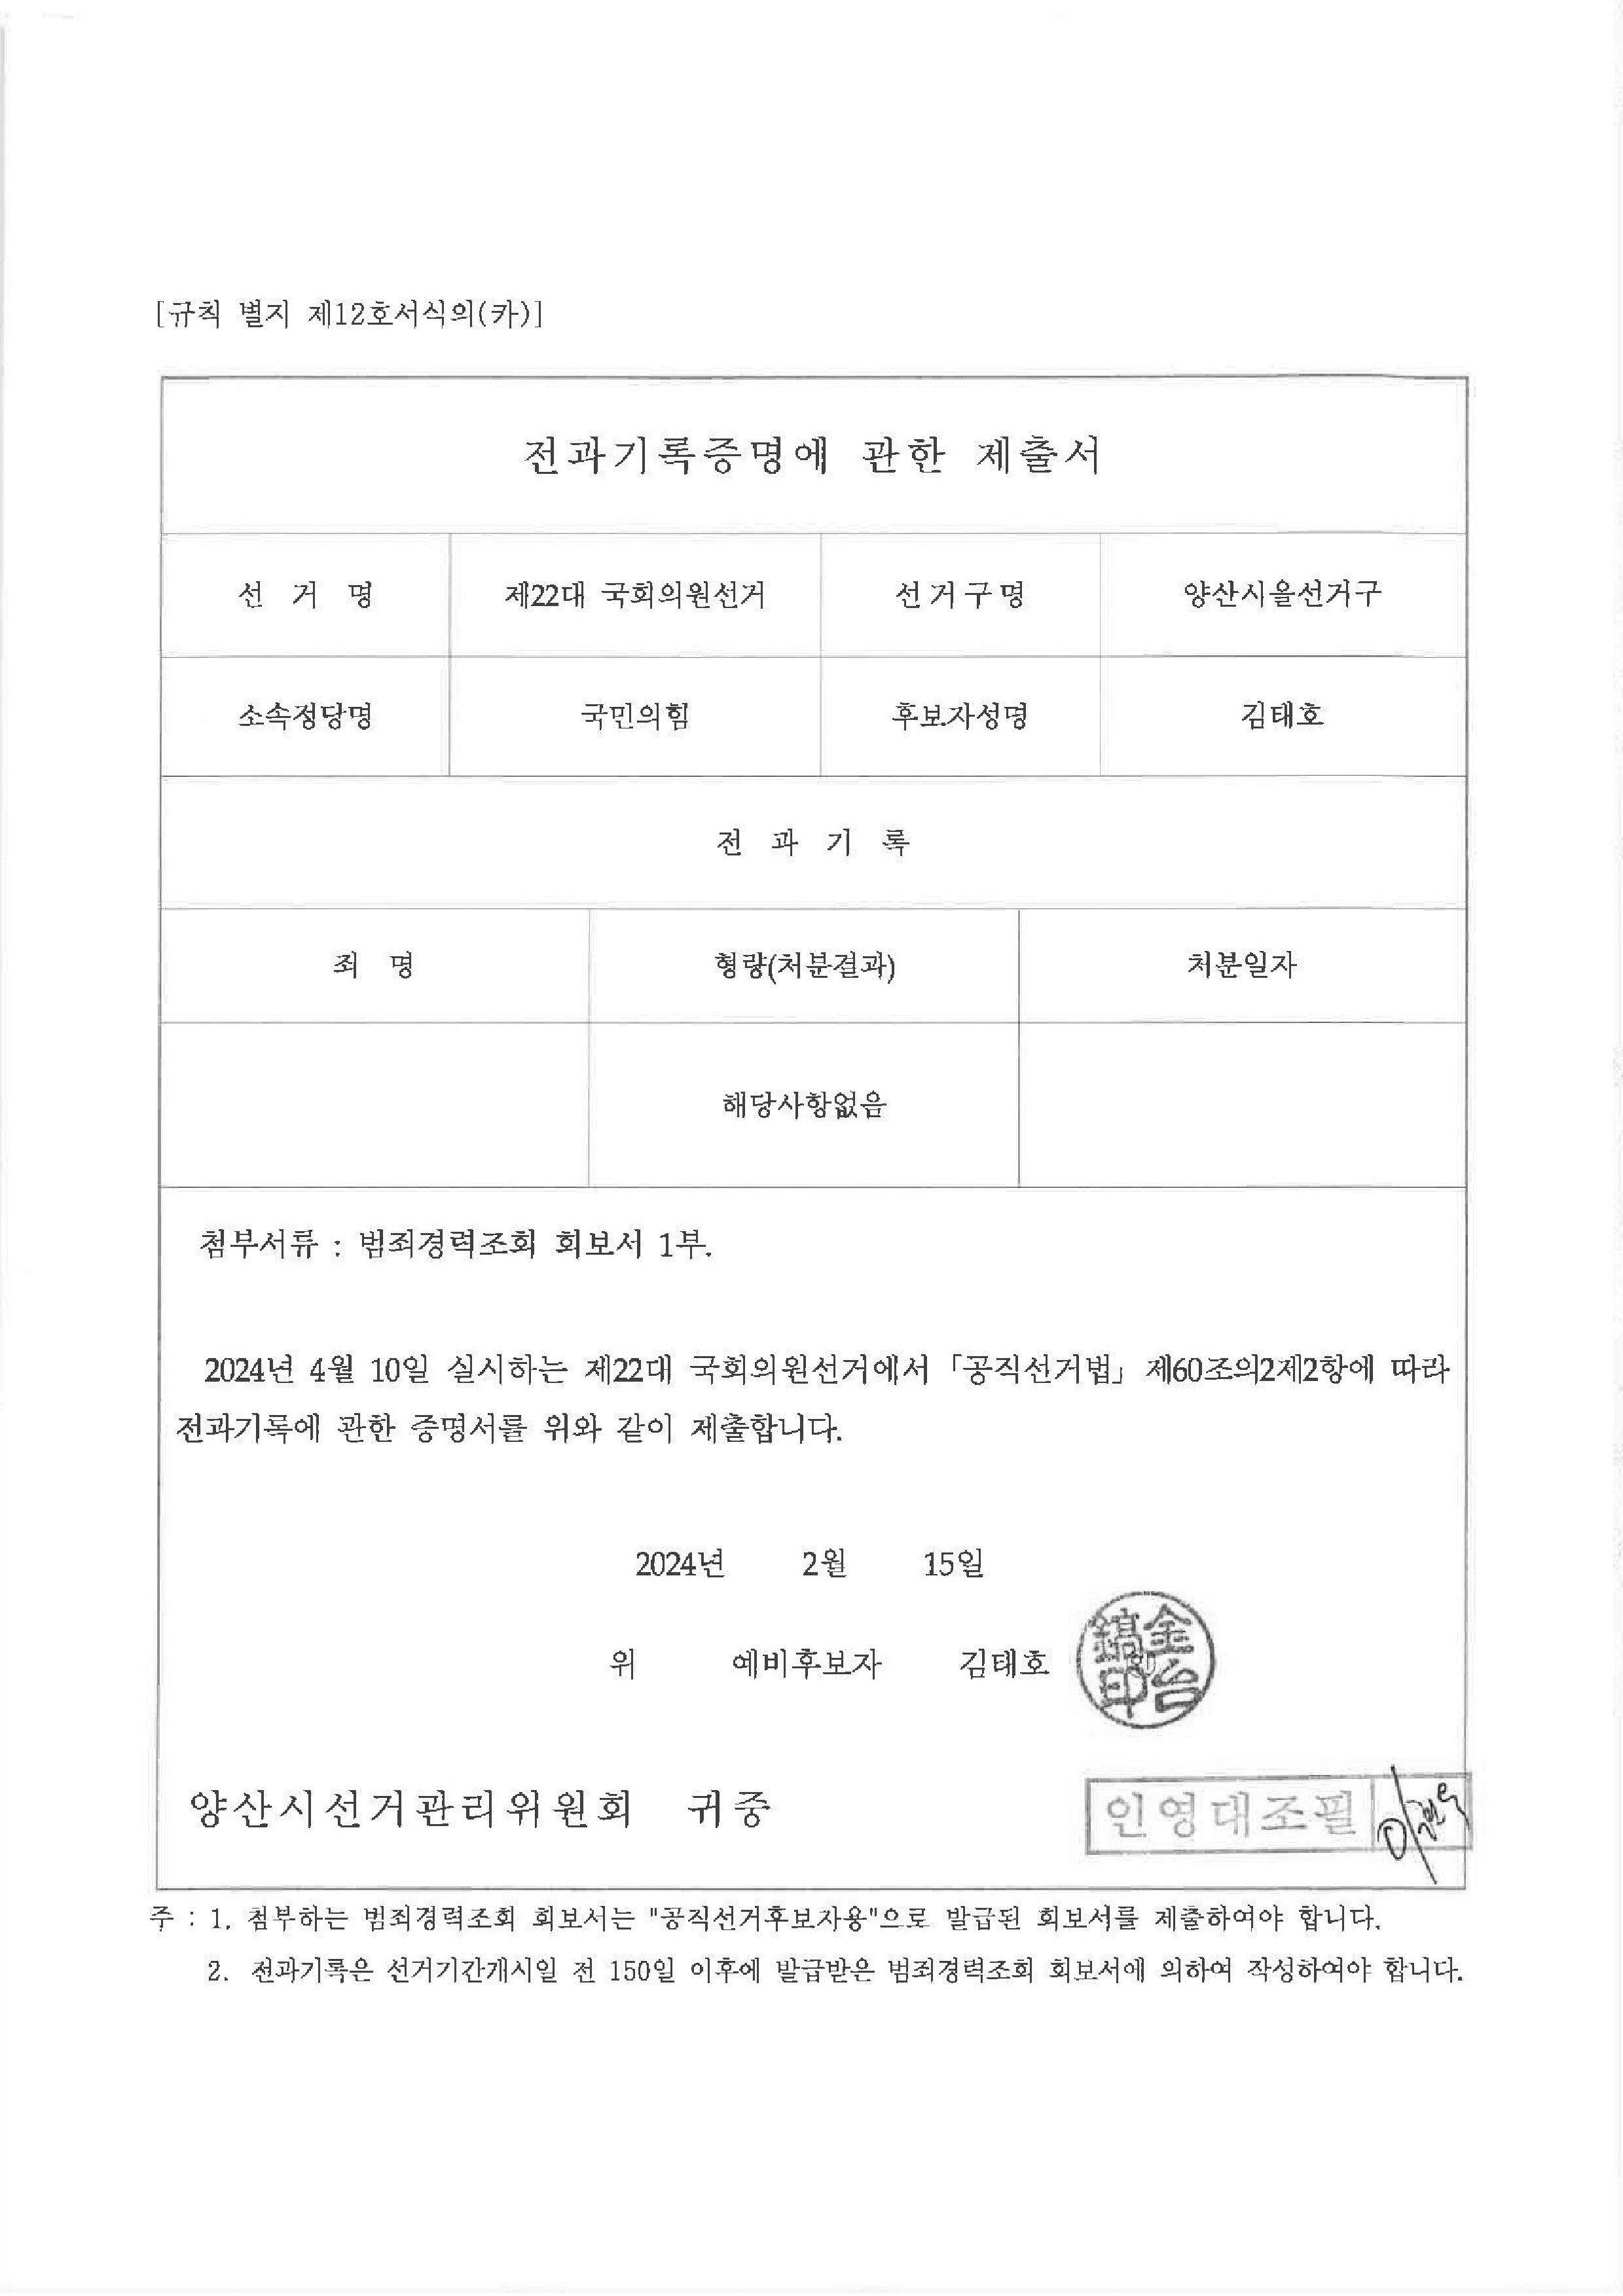 [규칙 별지 제12호서식의(카)]
전과기록증명에 관한 제출서
선 거 명 제22대 국회의원선거 선거구명 양산시을선거구
소속정당명 국민의힘 후보자성명 김태호
전 과 기 록
죄 명 형량(처분결과) 처분일자
해당사항없음
첨부서류 : 범죄경력조회 회보서 1부.
2024년 4월 10일 실시하는 제22대 국회의원선거에서 「공직선거법」 제60조의2제2항에 따라
전과기록에 관한 증명서를 위와 같이 제출합니다.
2024년 2월 15일
위 예비후보자 김태호
金台鎬印
양산시선거관리위원회 귀중
인영대조필
주 : 1. 첨부하는 범죄경력조회 회보서는 "공직선거후보자용"으로 발급된 회보서를 제출하여야 합니다.
2. 전과기록은 선거기간개시일 전 150일 이후에 발급받은 범죄경력조회 회보서에 의하여 작성하여야 합니다.